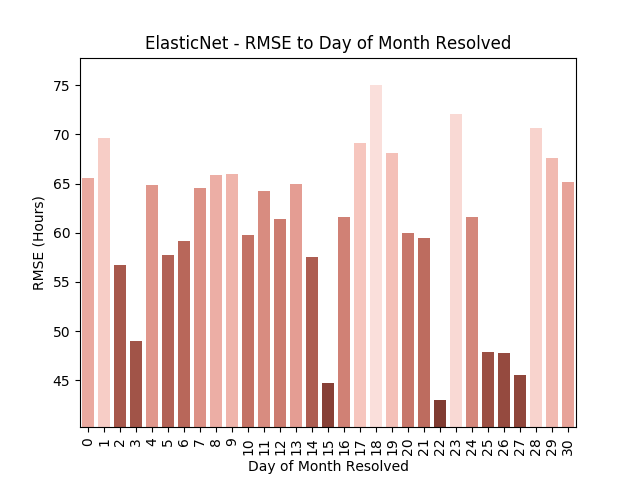 ElasticNet - RMSE to Day of Month Resolved
75
70
65
60
55
50
45
RMSE (Hours)
0 1 2 3 4 5 6 7 8 9 10 11 12 13 14 15 16 17 18 19 20 21 22 23 24 25 26 27 28 29 30
Day of Month Resolved